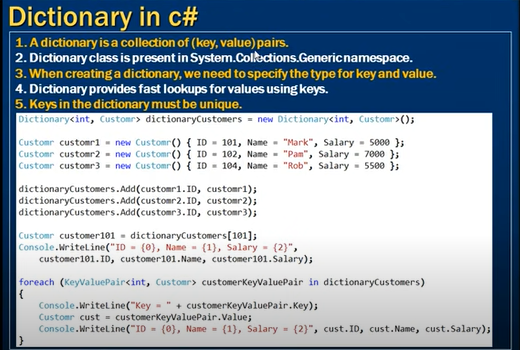 Dictionary in c#
1. A dictionary is a collection of (key, value) pairs.
2. Dictionary class is present in System.Collections.Generic namespace.
3. When creating a dictionary, we need to specify the type for key and value.
4. Dictionary provides fast lookups for values using keys.
5. Keys in the dictionary must be unique.
Dictionary<int, Customr> dictionaryCustomers = new Dictionary<int, Customr>();
Customr customr1 = new Customr() { ID = 101, Name = "Mark", Salary = 5000 };
Customr customr2 = new Customr() { ID = 102, Name = "Pam", Salary = 7000 };
Customr customr3 = new Customr() { ID = 104, Name = "Rob", Salary = 5500 };
dictionaryCustomers.Add(customr1.ID, customr1);
dictionaryCustomers.Add(customr2.ID, customr2);
dictionaryCustomers.Add(customr3.ID, customr3);
Customr customer101 = dictionaryCustomers[101];
Console.WriteLine("ID = {0}, Name = {1}, Salary = {2}",
customer101.ID, customer101.Name, customer101.Salary);
foreach (KeyValuePair<int, Customr> customerKeyValuePair in dictionaryCustomers)
{
Console.WriteLine("Key = " + customerKeyValuePair.Key);
Customr cust = customerKeyValuePair.Value;
Console.WriteLine("ID = {0}, Name = {1}, Salary = {2}", cust.ID, cust.Name, cust.Salary);
}